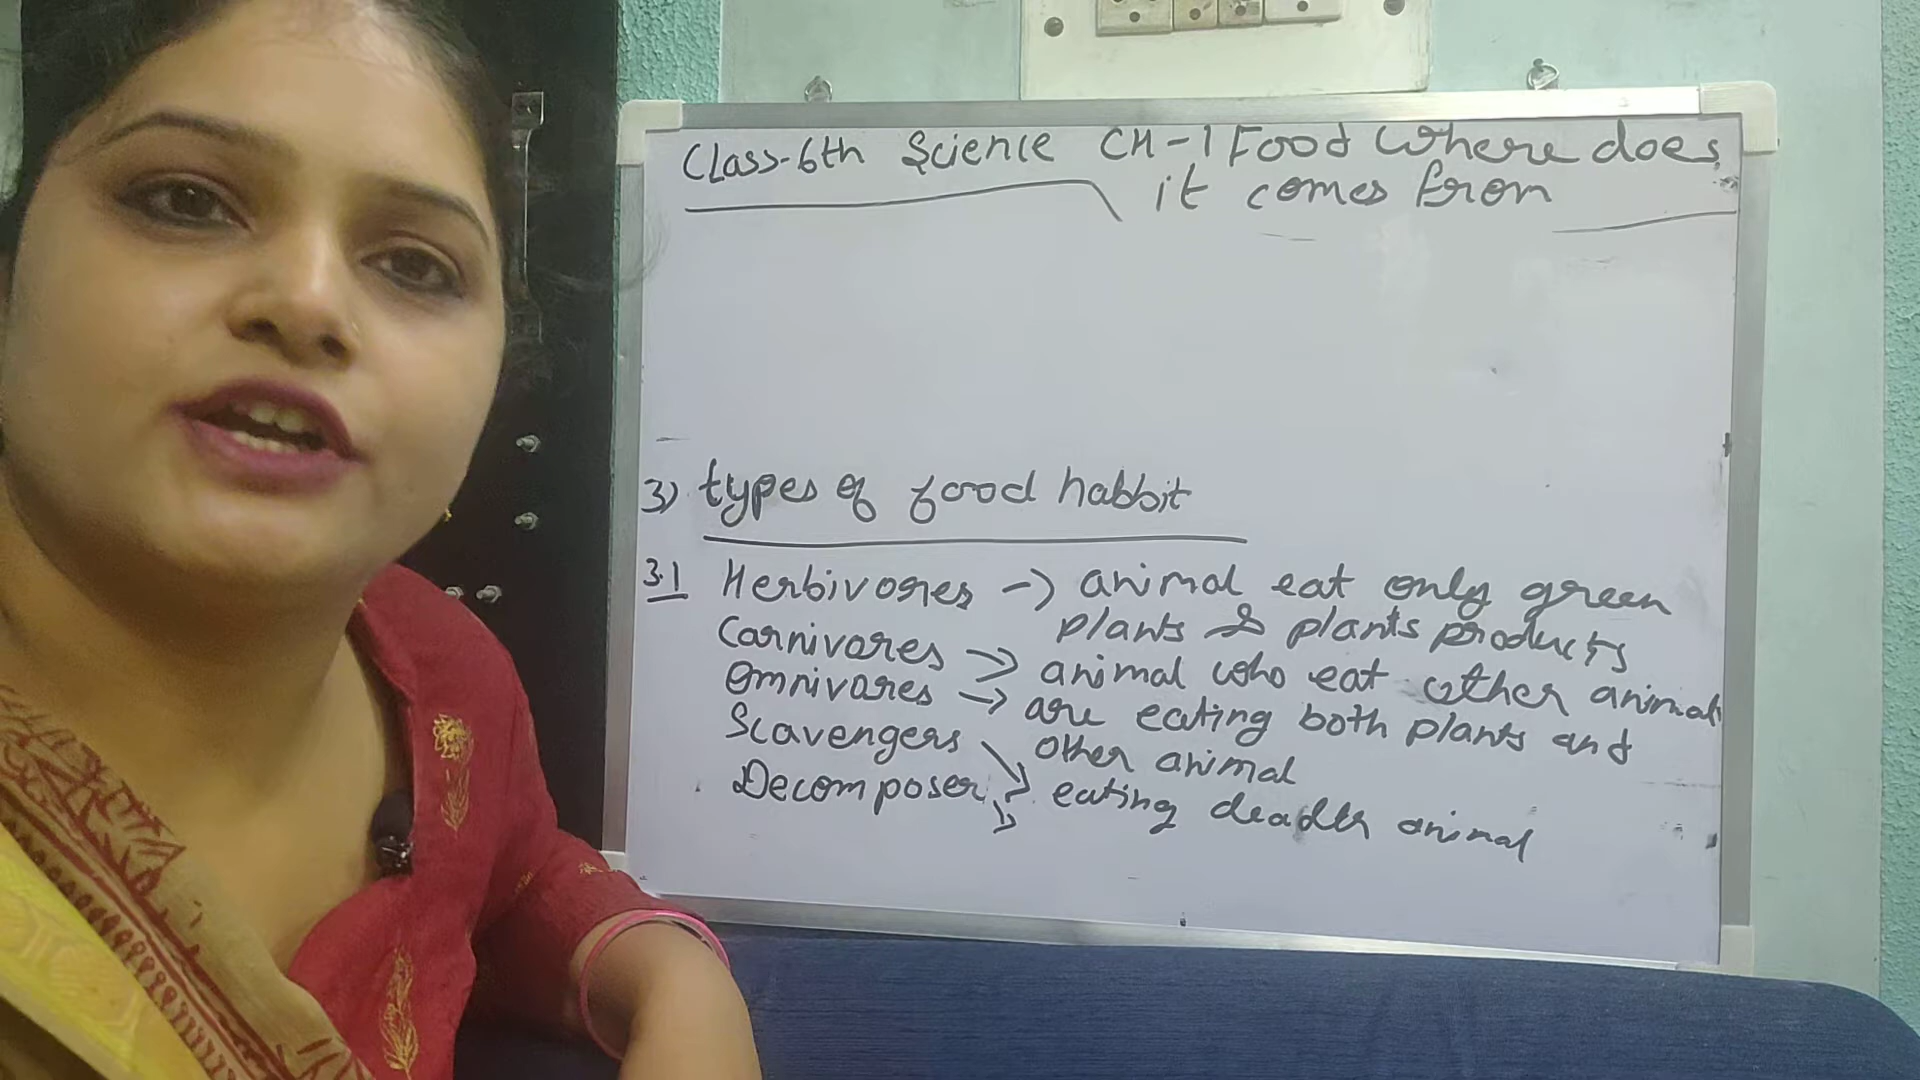 Class-6th Science CH-1 Food Where does
it comes from
3) types of food habbit
3.1 Herbivores → animal eat only green
plants & plants products
Carnivores → animal who eat other animal
Omnivores → are eating both plants and
other animal
Scavengers → eating deader animal
Decomposer →